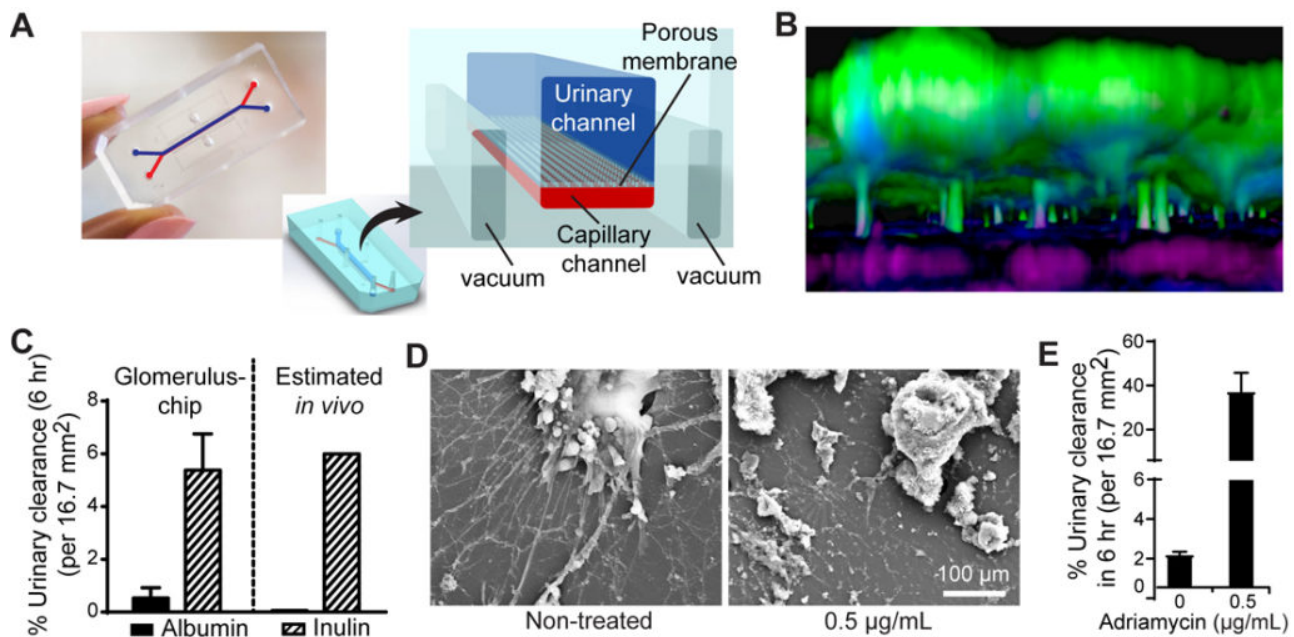 A
Porous
membrane
Urinary
channel
Capillary
channel
vacuum
vacuum
B
C
% Urinary clearance (6 hr)
(per 16.7 mm²)
8
6
4
2
0
Glomerulus-
chip
Estimated
in vivo
Albumin
Inulin
D
100 µm
Non-treated
0.5 µg/mL
E
% Urinary clearance
in 6 hr (per 16.7 mm²)
60
40
20
6
4
2
0
0
0.5
Adriamycin (µg/mL)